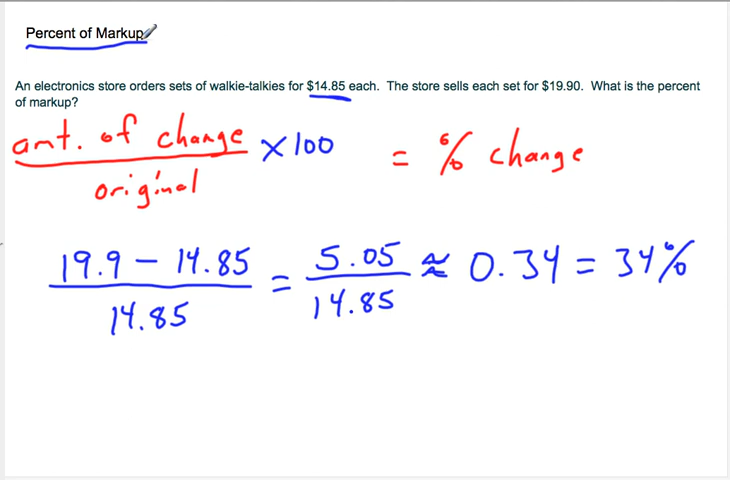 Percent of Markup
An electronics store orders sets of walkie-talkies for $14.85 each. The store sells each set for $19.90. What is the percent
of markup?
amt. of change / original × 100 = % change
19.9 - 14.85 / 14.85 = 5.05 / 14.85 ≈ 0.34 = 34%